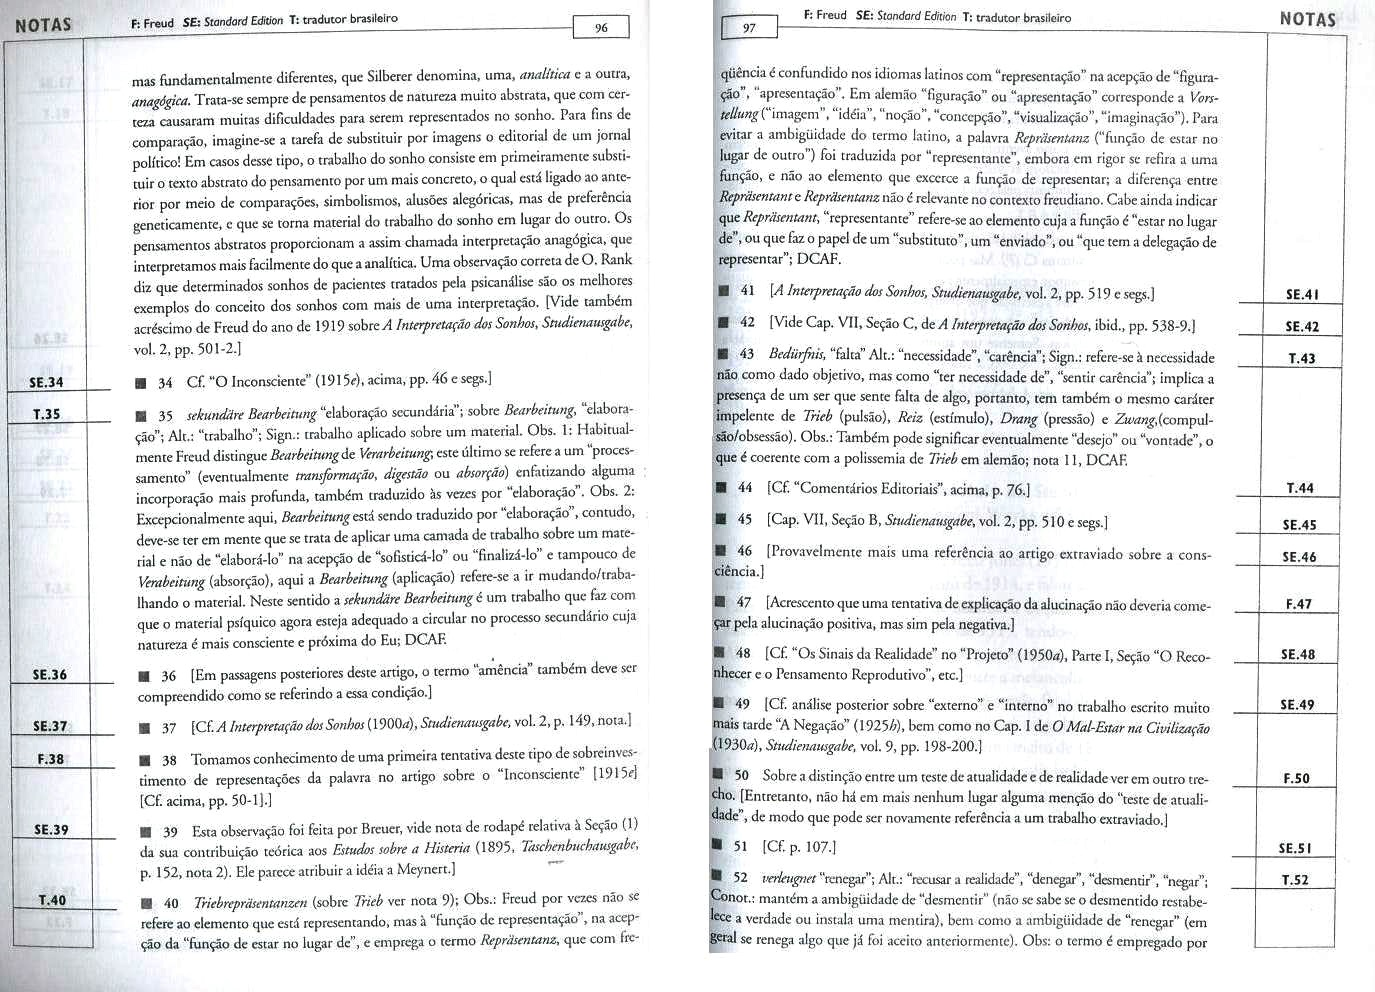 NOTAS
F: Freud SE: Standard Edition T: tradutor brasileiro
96
mas fundamentalmente diferentes, que Silberer denomina, uma, analítica e a outra,
anagógica. Trata-se sempre de pensamentos de natureza muito abstrata, que com cer-
teza causaram muitas dificuldades para serem representados no sonho. Para fins de
comparação, imagine-se a tarefa de substituir por imagens o editorial de um jornal
político! Em casos desse tipo, o trabalho do sonho consiste em primeiramente substi-
tuir o texto abstrato do pensamento por um mais concreto, o qual está ligado ao ante-
rior por meio de comparações, simbolismos, alusões alegóricas, mas de preferência
geneticamente, e que se torna material do trabalho do sonho em lugar do outro. Os
pensamentos abstratos proporcionam a assim chamada interpretação anagógica, que
interpretamos mais facilmente do que a analítica. Uma observação correta de O. Rank
diz que determinados sonhos de pacientes tratados pela psicanálise são os melhores
exemplos do conceito dos sonhos com mais de uma interpretação. [Vide também
acréscimo de Freud do ano de 1919 sobre A Interpretação dos Sonhos, Studienausgabe,
vol. 2, pp. 501-2.]
SE.34
■ 34 Cf. “O Inconsciente” (1915e), acima, pp. 46 e segs.]
T.35
■ 35 sekundäre Bearbeitung “elaboração secundária”; sobre Bearbeitung, “elabora-
ção”; Alt.: “trabalho”; Sign.: trabalho aplicado sobre um material. Obs. 1: Habitual-
mente Freud distingue Bearbeitung de Verarbeitung; este último se refere a um “proces-
samento” (eventualmente transformação, digestão ou absorção) enfatizando alguma
incorporação mais profunda, também traduzido às vezes por “elaboração”. Obs. 2:
Excepcionalmente aqui, Bearbeitung está sendo traduzido por “elaboração”, contudo,
deve-se ter em mente que se trata de aplicar uma camada de trabalho sobre um mate-
rial e não de “elaborá-lo” na acepção de “sofisticá-lo” ou “finalizá-lo” e tampouco de
Verabeitung (absorção), aqui a Bearbeitung (aplicação) refere-se a ir mudando/traba-
lhando o material. Neste sentido a sekundäre Bearbeitung é um trabalho que faz com
que o material psíquico agora esteja adequado a circular no processo secundário cuja
natureza é mais consciente e próxima do Eu; DCAF.
SE.36
■ 36 [Em passagens posteriores deste artigo, o termo “amência” também deve ser
compreendido como se referindo a essa condição.]
SE.37
■ 37 [Cf. A Interpretação dos Sonhos (1900a), Studienausgabe, vol. 2, p. 149, nota.]
F.38
■ 38 Tomamos conhecimento de uma primeira tentativa deste tipo de sobreinves-
timento de representações da palavra no artigo sobre o “Inconsciente” [1915e]
[Cf. acima, pp. 50-1].]
SE.39
■ 39 Esta observação foi feita por Breuer, vide nota de rodapé relativa à Seção (1)
da sua contribuição teórica aos Estudos sobre a Histeria (1895, Taschenbuchausgabe,
p. 152, nota 2). Ele parece atribuir a idéia a Meynert.]
T.40
■ 40 Triebrepräsentanzen (sobre Trieb ver nota 9); Obs.: Freud por vezes não se
refere ao elemento que está representando, mas à “função de representação”, na acep-
ção da “função de estar no lugar de”, e emprega o termo Repräsentanz, que com fre-
97
F: Freud SE: Standard Edition T: tradutor brasileiro
NOTAS
qüência é confundido nos idiomas latinos com “representação” na acepção de “figura-
ção”, “apresentação”. Em alemão “figuração” ou “apresentação” corresponde a Vors-
tellung (“imagem”, “idéia”, “noção”, “concepção”, “visualização”, “imaginação”). Para
evitar a ambigüidade do termo latino, a palavra Repräsentanz (“função de estar no
lugar de outro”) foi traduzida por “representante”, embora em rigor se refira a uma
função, e não ao elemento que excerce a função de representar; a diferença entre
Repräsentant e Repräsentanz não é relevante no contexto freudiano. Cabe ainda indicar
que Repräsentant, “representante” refere-se ao elemento cuja a função é “estar no lugar
de”, ou que faz o papel de um “substituto”, um “enviado”, ou “que tem a delegação de
representar”; DCAF.
■ 41 [A Interpretação dos Sonhos, Studienausgabe, vol. 2, pp. 519 e segs.]
SE.41
■ 42 [Vide Cap. VII, Seção C, de A Interpretação dos Sonhos, ibid., pp. 538-9.]
SE.42
■ 43 Bedürfnis, “falta” Alt.: “necessidade”, “carência”; Sign.: refere-se à necessidade
T.43
não como dado objetivo, mas como “ter necessidade de”, “sentir carência”; implica a
presença de um ser que sente falta de algo, portanto, tem também o mesmo caráter
impelente de Trieb (pulsão), Reiz (estímulo), Drang (pressão) e Zwang,(compul-
são/obsessão). Obs.: Também pode significar eventualmente “desejo” ou “vontade”, o
que é coerente com a polissemia de Trieb em alemão; nota 11, DCAF.
■ 44 [Cf. “Comentários Editoriais”, acima, p. 76.]
T.44
■ 45 [Cap. VII, Seção B, Studienausgabe, vol. 2, pp. 510 e segs.]
SE.45
■ 46 [Provavelmente mais uma referência ao artigo extraviado sobre a cons-
ciência.]
SE.46
■ 47 [Acrescento que uma tentativa de explicação da alucinação não deveria come-
çar pela alucinação positiva, mas sim pela negativa.]
F.47
■ 48 [Cf. “Os Sinais da Realidade” no “Projeto” (1950a), Parte I, Seção “O Reco-
nhecer e o Pensamento Reprodutivo”, etc.]
SE.48
■ 49 [Cf. análise posterior sobre “externo” e “interno” no trabalho escrito muito
mais tarde “A Negação” (1925h), bem como no Cap. I de O Mal-Estar na Civilização
(1930a), Studienausgabe, vol. 9, pp. 198-200.]
SE.49
■ 50 Sobre a distinção entre um teste de atualidade e de realidade ver em outro tre-
cho. [Entretanto, não há em mais nenhum lugar alguma menção do “teste de atuali-
dade”, de modo que pode ser novamente referência a um trabalho extraviado.]
F.50
■ 51 [Cf. p. 107.]
SE.51
■ 52 verleugnet “renegar”; Alt.: “recusar a realidade”, “denegar”, “desmentir”, “negar”;
T.52
Conot.: mantém a ambigüidade de “desmentir” (não se sabe se o desmentido restabe-
lece a verdade ou instala uma mentira), bem como a ambigüidade de “renegar” (em
geral se renega algo que já foi aceito anteriormente). Obs: o termo é empregado por